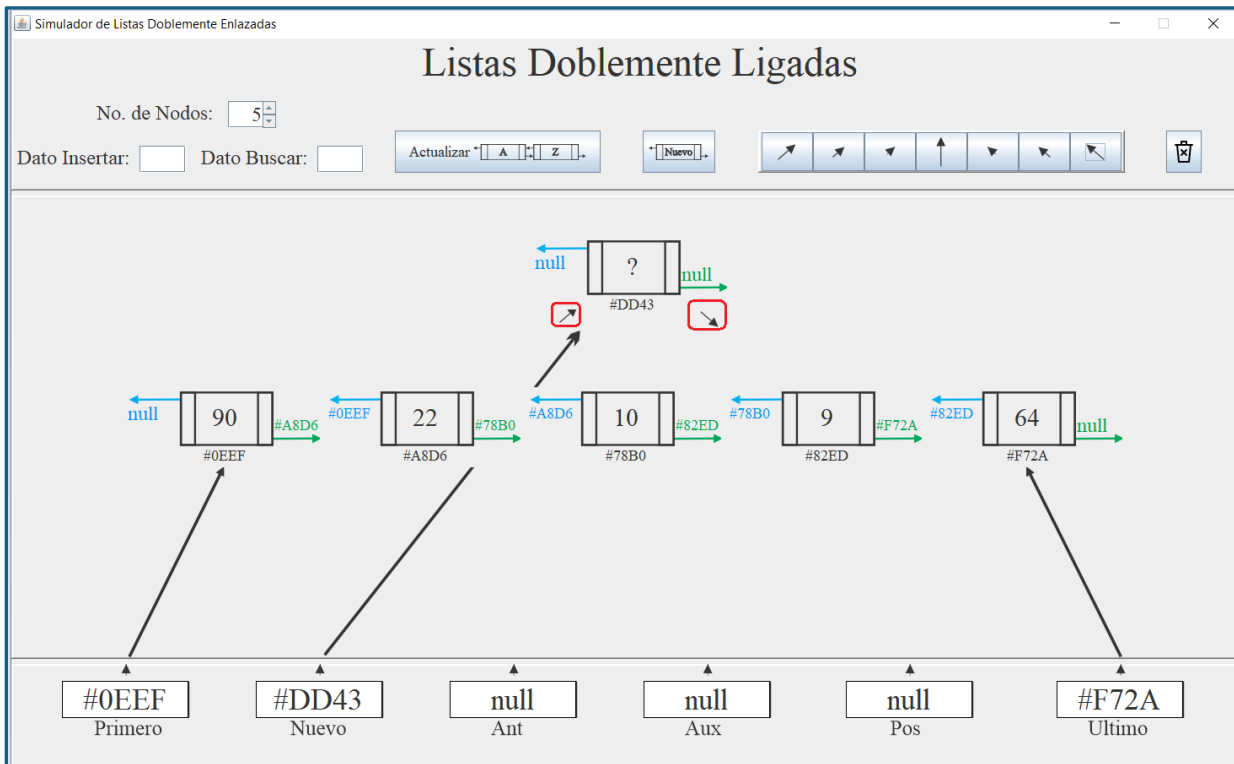 Simulador de Listas Doblemente Enlazadas
Listas Doblemente Ligadas
No. de Nodos: 5
Dato Insertar: Dato Buscar: Actualizar A Z Nuevo
null ? null
#DD43
null 90 #A8D6 #0EEF 22 #78B0 #A8D6 10 #82ED #78B0 9 #F72A #82ED 64 null
#0EEF #A8D6 #78B0 #82ED #F72A
#0EEF #DD43 null null null #F72A
Primero Nuevo Ant Aux Pos Ultimo